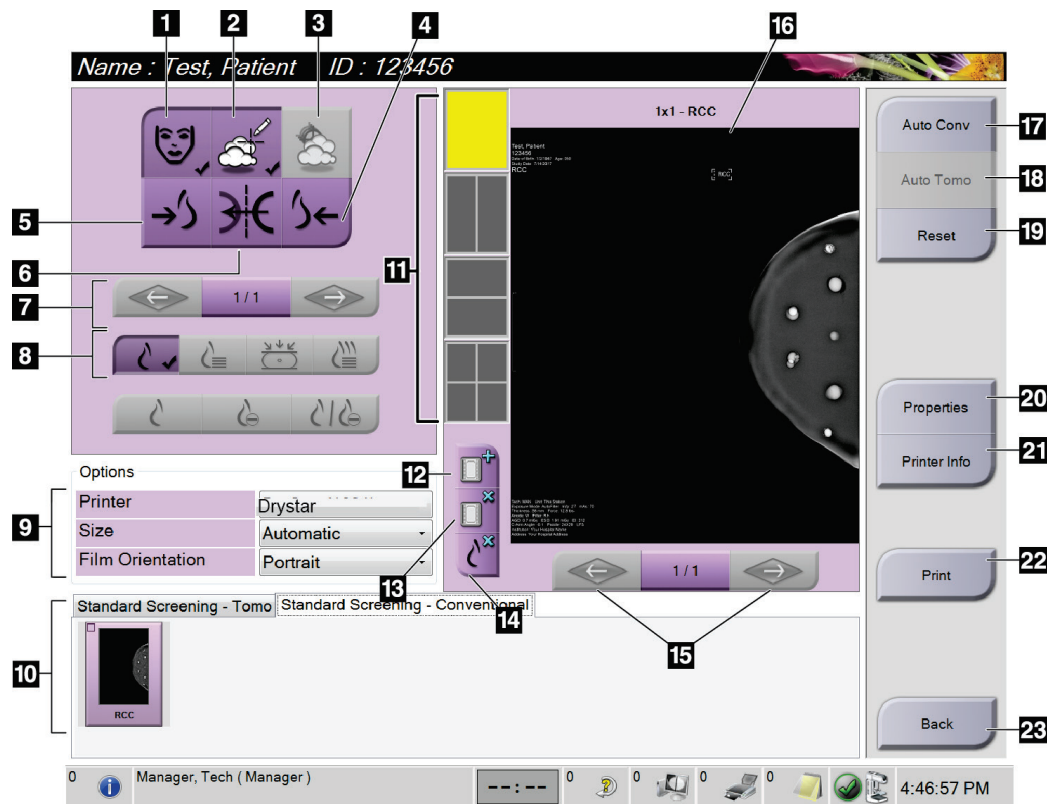 1
2
3
4
16
Name : Test, Patient ID : 123456
1x1 - RCC
Test, Patient
123456
RCC
RCC
Auto Conv
17
Auto Tomo
18
Reset
19
5
6
11
7
1 / 1
8
Properties
20
Printer Info
21
Options
12
9
Printer
Drystar
Size
Automatic
Film Orientation
Portrait
13
14
1 / 1
15
Print
22
Standard Screening - Tomo
Standard Screening - Conventional
10
RCC
Back
23
0
Manager, Tech ( Manager )
--:--
0
0
0
0
4:46:57 PM